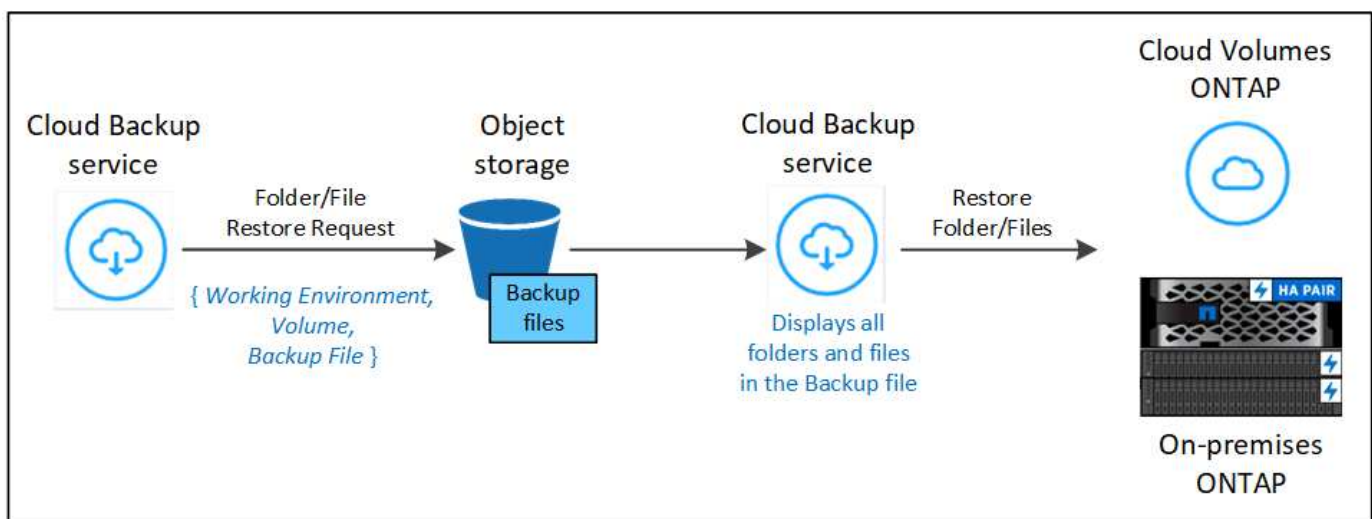 Cloud Backup
service
Folder/File
Restore Request
{ Working Environment,
Volume,
Backup File }
Object
storage
Backup
files
Cloud Backup
service
Displays all
folders and files
in the Backup file
Restore
Folder/Files
Cloud Volumes
ONTAP
HA PAIR
On-premises
ONTAP